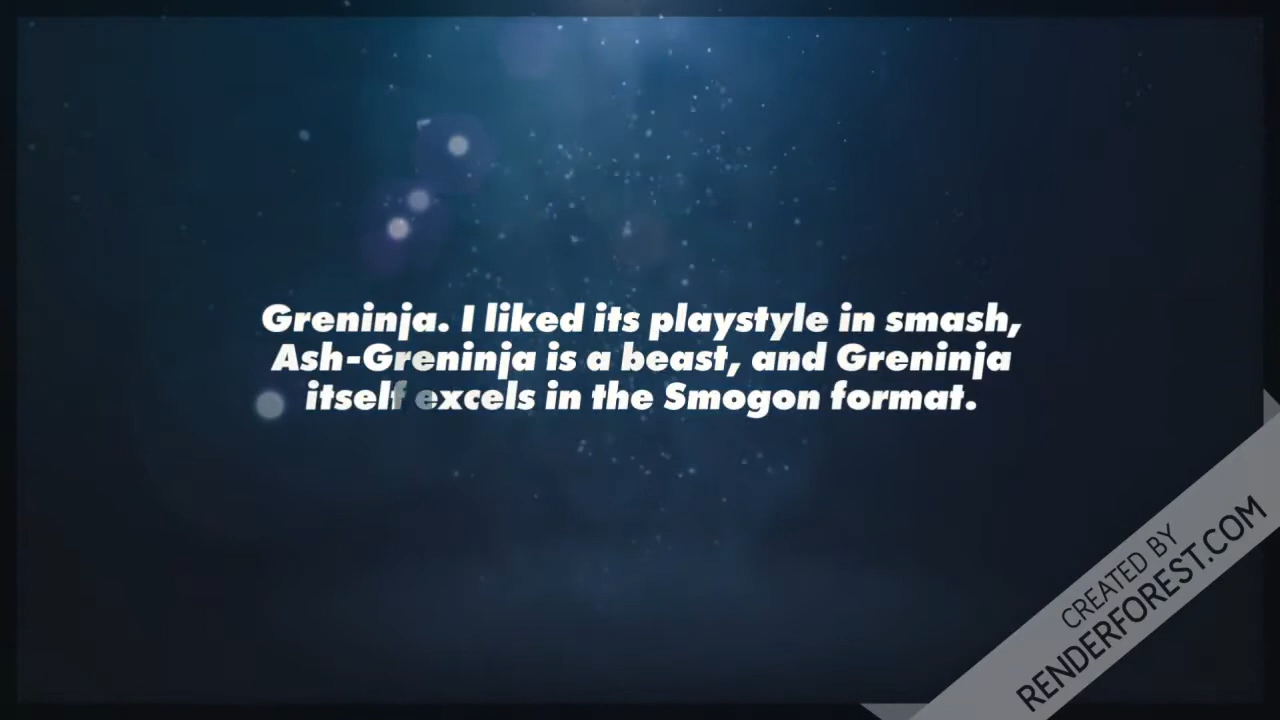 Greninja. I liked its playstyle in smash,
Ash-Greninja is a beast, and Greninja
itself excels in the Smogon format.
CREATED BY
RENDERFOREST.COM